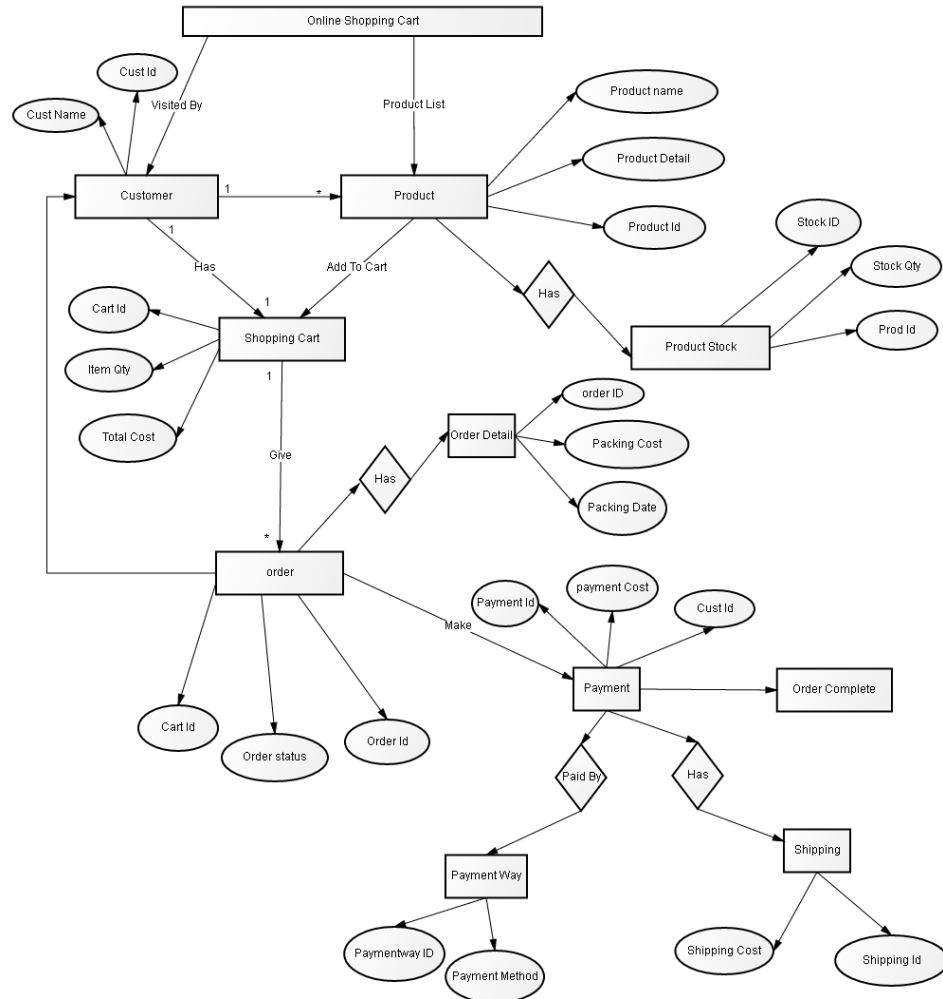 Online Shopping Cart
Cust Id
Visited By
Product List
Product name
Cust Name
Product Detail
Customer
1
*
Product
Product Id
Stock ID
1
Has
Add To Cart
Has
Stock Qty
Cart Id
1
Shopping Cart
Product Stock
Prod Id
Item Qty
1
order ID
Total Cost
Order Detail
Packing Cost
Give
Has
Packing Date
*
order
Payment Id
payment Cost
Cust Id
Make
Payment
Order Complete
Cart Id
Order status
Order Id
Paid By
Has
Payment Way
Shipping
Paymentway ID
Payment Method
Shipping Cost
Shipping Id